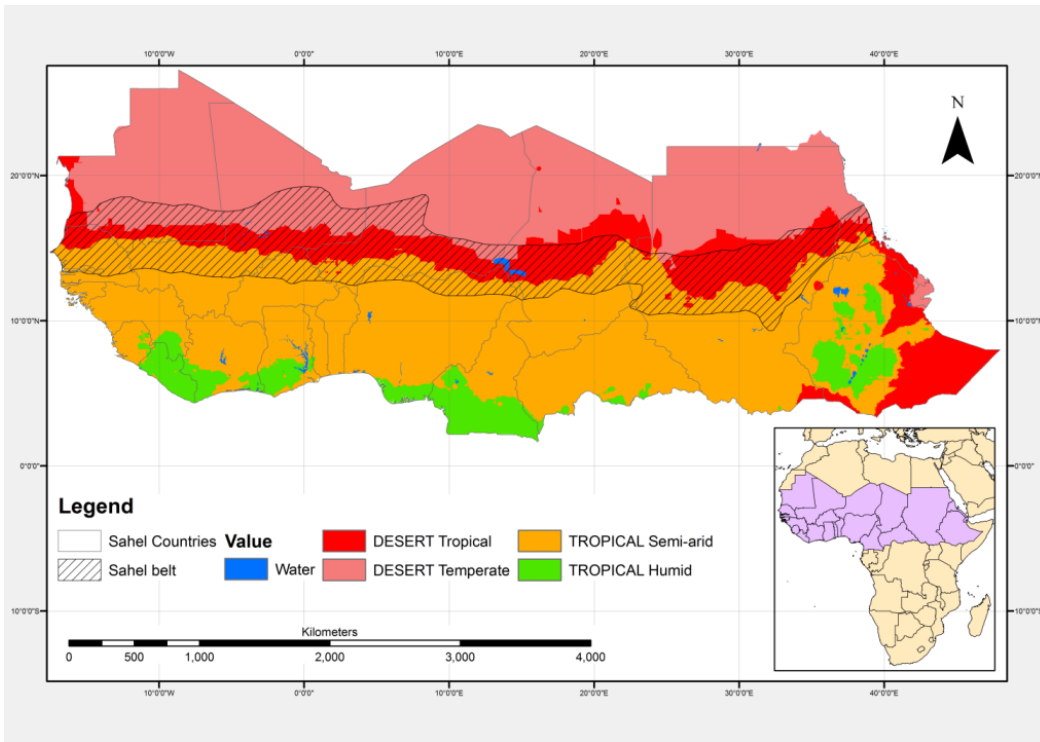 10°0'0"W 0°0'0" 10°0'0"E 20°0'0"E 30°0'0"E 40°0'0"E
N
20°0'0"N 20°0'0"N
10°0'0"N 10°0'0"N
0°0'0" 0°0'0"
Legend
Sahel Countries Value DESERT Tropical TROPICAL Semi-arid
Sahel belt Water DESERT Temperate TROPICAL Humid
10°0'0"S 10°0'0"S
Kilometers
0 500 1,000 2,000 3,000 4,000
10°0'0"W 0°0'0" 10°0'0"E 20°0'0"E 30°0'0"E 40°0'0"E